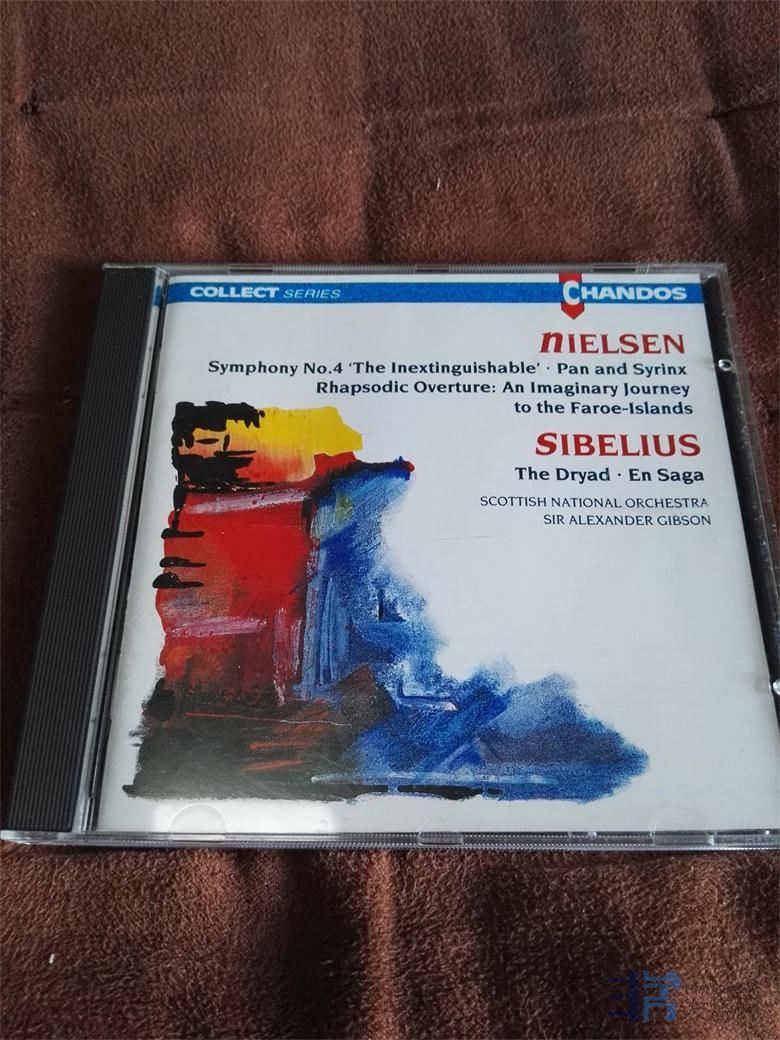 COLLECT SERIES
CHANDOS
NIELSEN
Symphony No.4 'The Inextinguishable' · Pan and Syrinx
Rhapsodic Overture: An Imaginary Journey
to the Faroe-Islands
SIBELIUS
The Dryad · En Saga
SCOTTISH NATIONAL ORCHESTRA
SIR ALEXANDER GIBSON